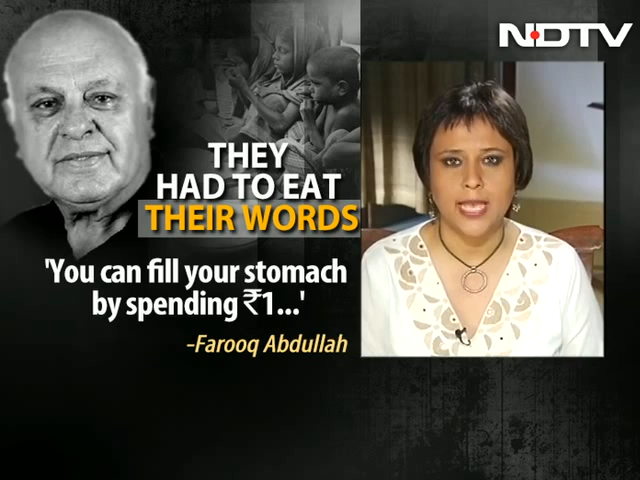 NDTV
THEY
HAD TO EAT
THEIR WORDS
'You can fill your stomach
by spending ₹1...'
-Farooq Abdullah